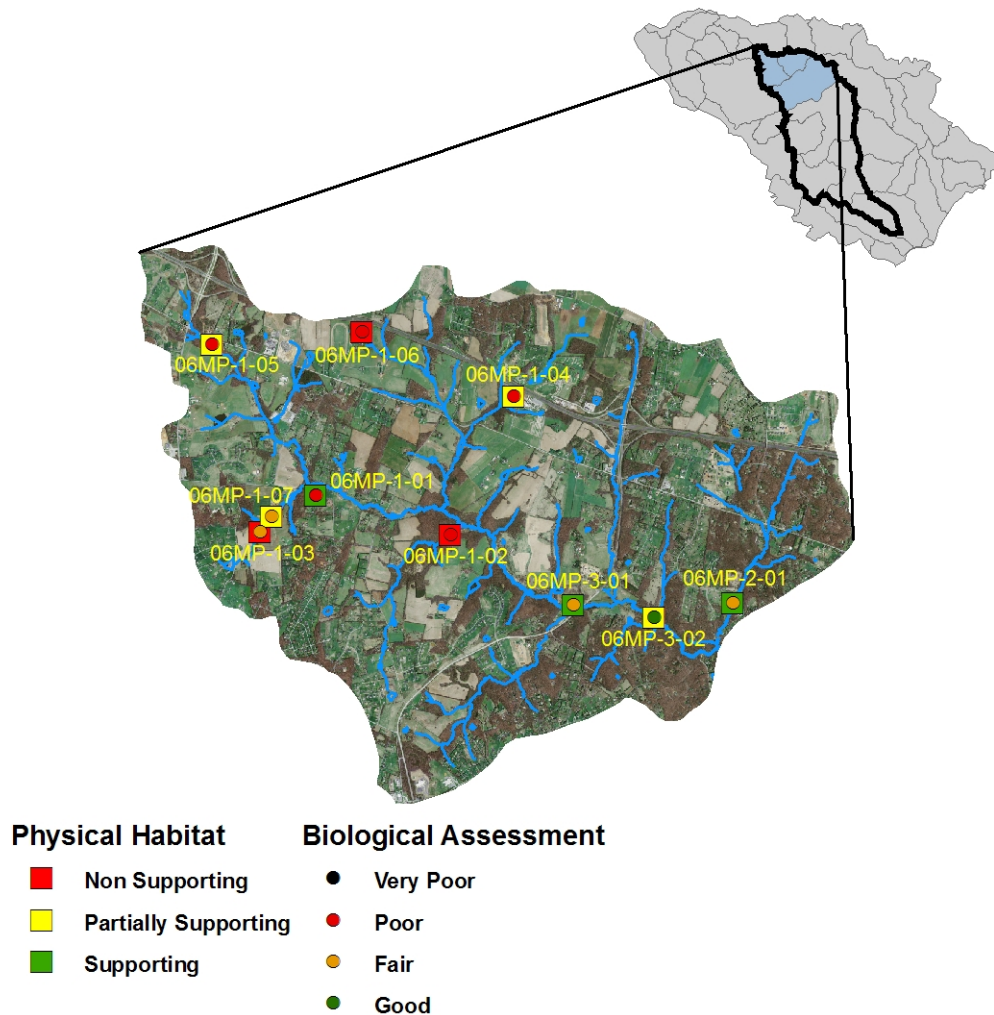 06MP-1-06
06MP-1-05
06MP-1-04
06MP-1-01
06MP-1-07
06MP-1-03
06MP-1-02
06MP-3-01
06MP-2-01
06MP-3-02
Physical Habitat
Non Supporting
Partially Supporting
Supporting
Biological Assessment
Very Poor
Poor
Fair
Good